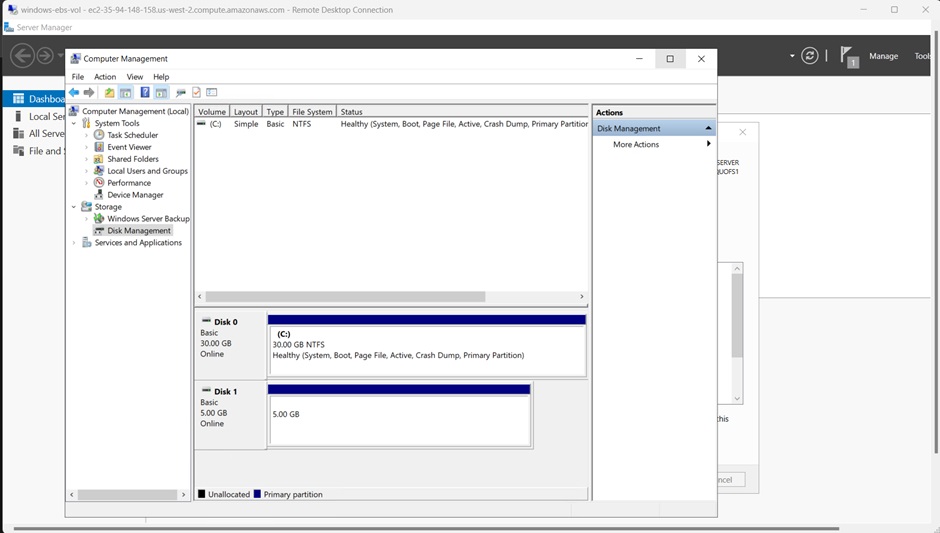 windows-ebs-vol - ec2-35-94-148-158.us-west-2.compute.amazonaws.com - Remote Desktop Connection
Server Manager
1
Manage
Tools
Dashboa
Local Ser
All Serve
File and S
Computer Management
File Action View Help
Computer Management (Local)
System Tools
Task Scheduler
Event Viewer
Shared Folders
Local Users and Groups
Performance
Device Manager
Storage
Windows Server Backup
Disk Management
Services and Applications
Volume Layout Type File System Status
(C:) Simple Basic NTFS Healthy (System, Boot, Page File, Active, Crash Dump, Primary Partition
Disk 0
Basic
30.00 GB
Online
(C:)
30.00 GB NTFS
Healthy (System, Boot, Page File, Active, Crash Dump, Primary Partition)
Disk 1
Basic
5.00 GB
Online
5.00 GB
Unallocated Primary partition
Actions
Disk Management
More Actions
SERVER
QUOFS1
this
ncel